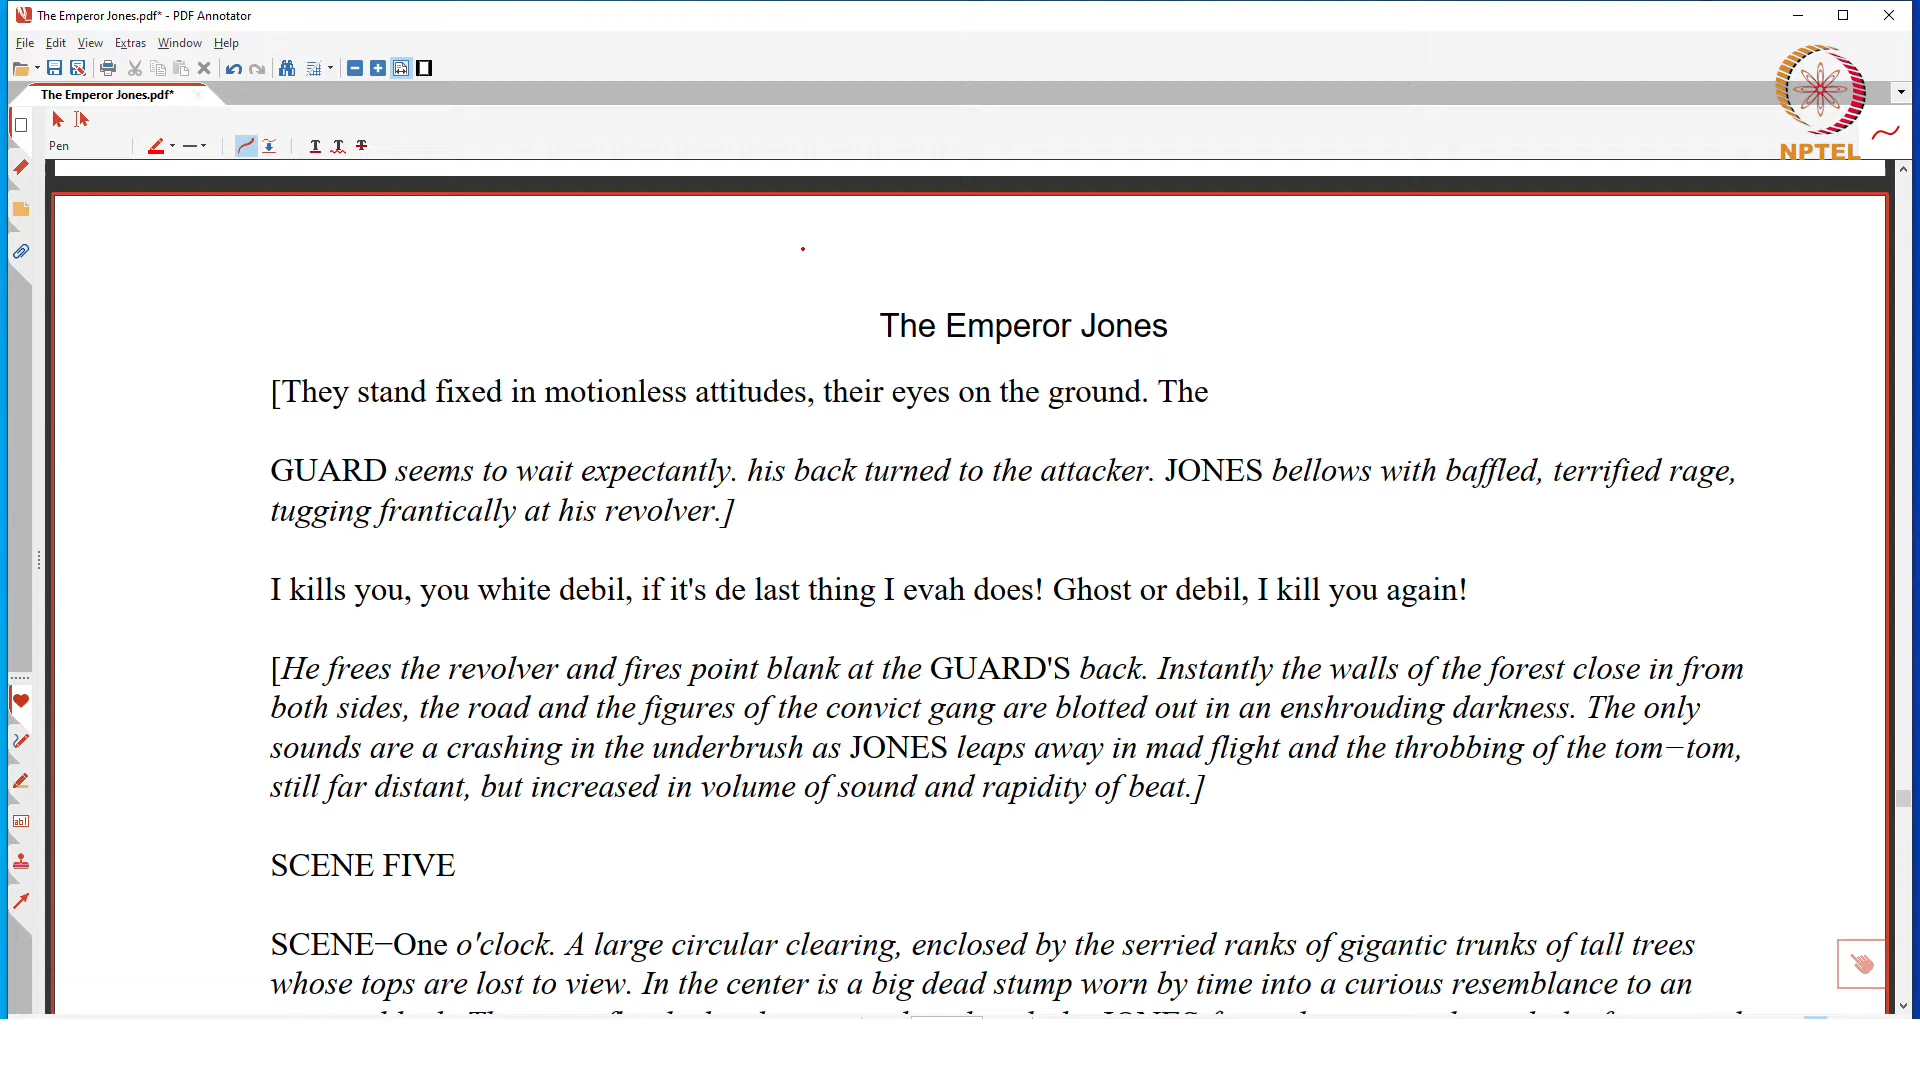 The Emperor Jones.pdf* - PDF Annotator
File Edit View Extras Window Help
The Emperor Jones.pdf*
NPTEL
Pen
The Emperor Jones
[They stand fixed in motionless attitudes, their eyes on the ground. The
GUARD seems to wait expectantly. his back turned to the attacker. JONES bellows with baffled, terrified rage,
tugging frantically at his revolver.]
I kills you, you white debil, if it's de last thing I evah does! Ghost or debil, I kill you again!
[He frees the revolver and fires point blank at the GUARD'S back. Instantly the walls of the forest close in from
both sides, the road and the figures of the convict gang are blotted out in an enshrouding darkness. The only
sounds are a crashing in the underbrush as JONES leaps away in mad flight and the throbbing of the tom−tom,
still far distant, but increased in volume of sound and rapidity of beat.]
SCENE FIVE
SCENE−One o'clock. A large circular clearing, enclosed by the serried ranks of gigantic trunks of tall trees
whose tops are lost to view. In the center is a big dead stump worn by time into a curious resemblance to an